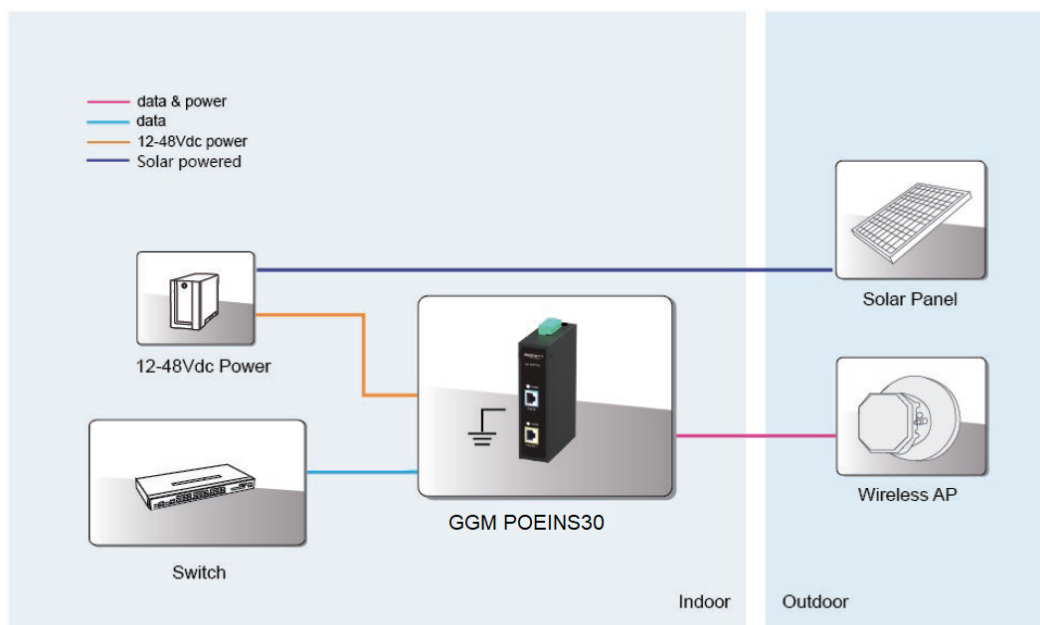 data & power
data
12-48Vdc power
Solar powered
Solar Panel
12-48Vdc Power
GGM POEINS30
Wireless AP
Switch
Indoor
Outdoor